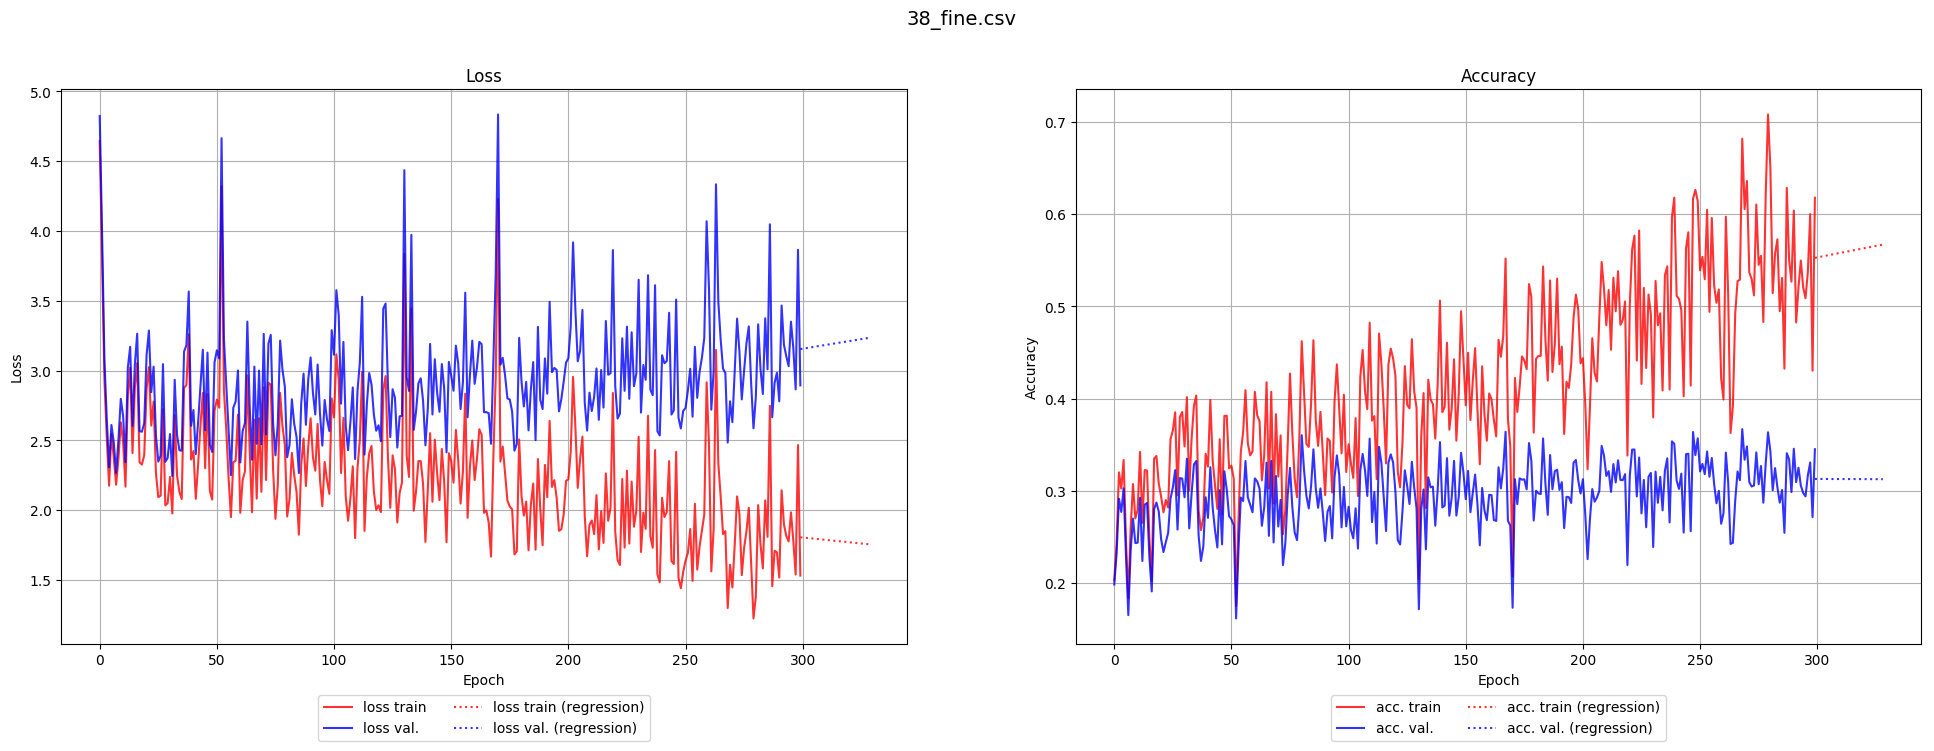 38_fine.csv
Loss
5.0
4.5
4.0
3.5
3.0
2.5
2.0
1.5
Loss
0 50 100 150 200 250 300
Epoch
loss train
loss val.
loss train (regression)
loss val. (regression)
Accuracy
0.7
0.6
0.5
0.4
0.3
0.2
Accuracy
0 50 100 150 200 250 300
Epoch
acc. train
acc. val.
acc. train (regression)
acc. val. (regression)